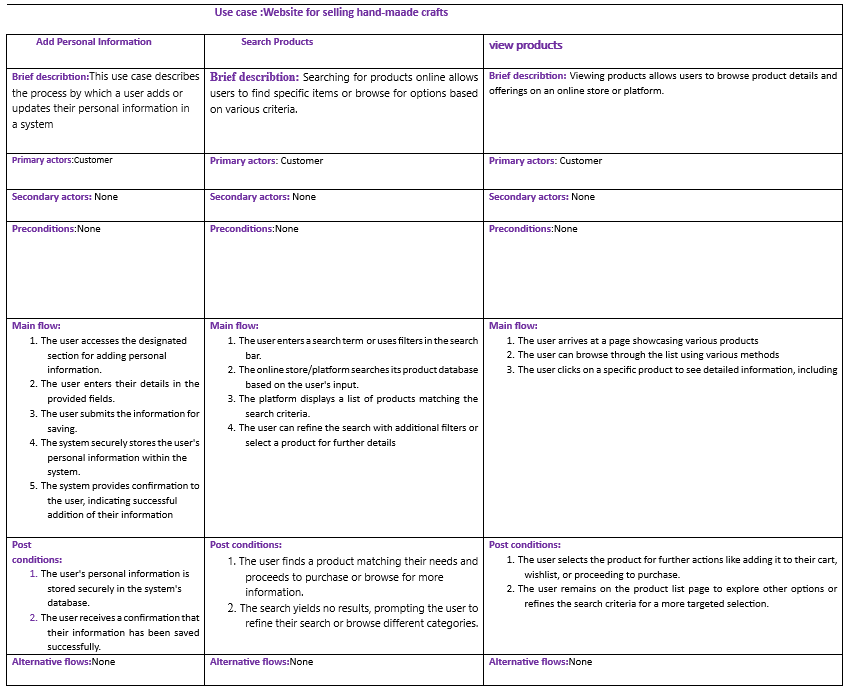 Use case :Website for selling hand-maade crafts
Add Personal Information
Search Products
view products
Brief describtion:This use case describes
the process by which a user adds or
updates their personal information in
a system
Brief describtion: Searching for products online allows
users to find specific items or browse for options based
on various criteria.
Brief describtion: Viewing products allows users to browse product details and
offerings on an online store or platform.
Primary actors:Customer
Primary actors: Customer
Primary actors: Customer
Secondary actors: None
Secondary actors: None
Secondary actors: None
Preconditions:None
Preconditions:None
Preconditions:None
Main flow:
1. The user accesses the designated
section for adding personal
information.
2. The user enters their details in the
provided fields.
3. The user submits the information for
saving.
4. The system securely stores the user's
personal information within the
system.
5. The system provides confirmation to
the user, indicating successful
addition of their information
Main flow:
1. The user enters a search term or uses filters in the search
bar.
2. The online store/platform searches its product database
based on the user's input.
3. The platform displays a list of products matching the
search criteria.
4. The user can refine the search with additional filters or
select a product for further details
Main flow:
1. The user arrives at a page showcasing various products
2. The user can browse through the list using various methods
3. The user clicks on a specific product to see detailed information, including
Post
conditions:
1. The user's personal information is
stored securely in the system's
database.
2. The user receives a confirmation that
their information has been saved
successfully.
Post conditions:
1. The user finds a product matching their needs and
proceeds to purchase or browse for more
information.
2. The search yields no results, prompting the user to
refine their search or browse different categories.
Post conditions:
1. The user selects the product for further actions like adding it to their cart,
wishlist, or proceeding to purchase.
2. The user remains on the product list page to explore other options or
refines the search criteria for a more targeted selection.
Alternative flows:None
Alternative flows:None
Alternative flows:None